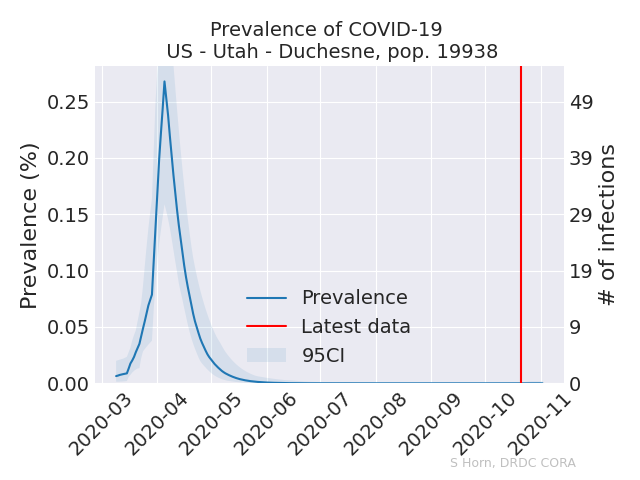 Prevalence of COVID-19
US - Utah - Duchesne, pop. 19938
Prevalence (%)
0.25
0.20
0.15
0.10
0.05
0.00
49
39
29
19
9
0
# of infections
Prevalence
Latest data
95CI
2020-03
2020-04
2020-05
2020-06
2020-07
2020-08
2020-09
2020-10
2020-11
S Horn, DRDC CORA